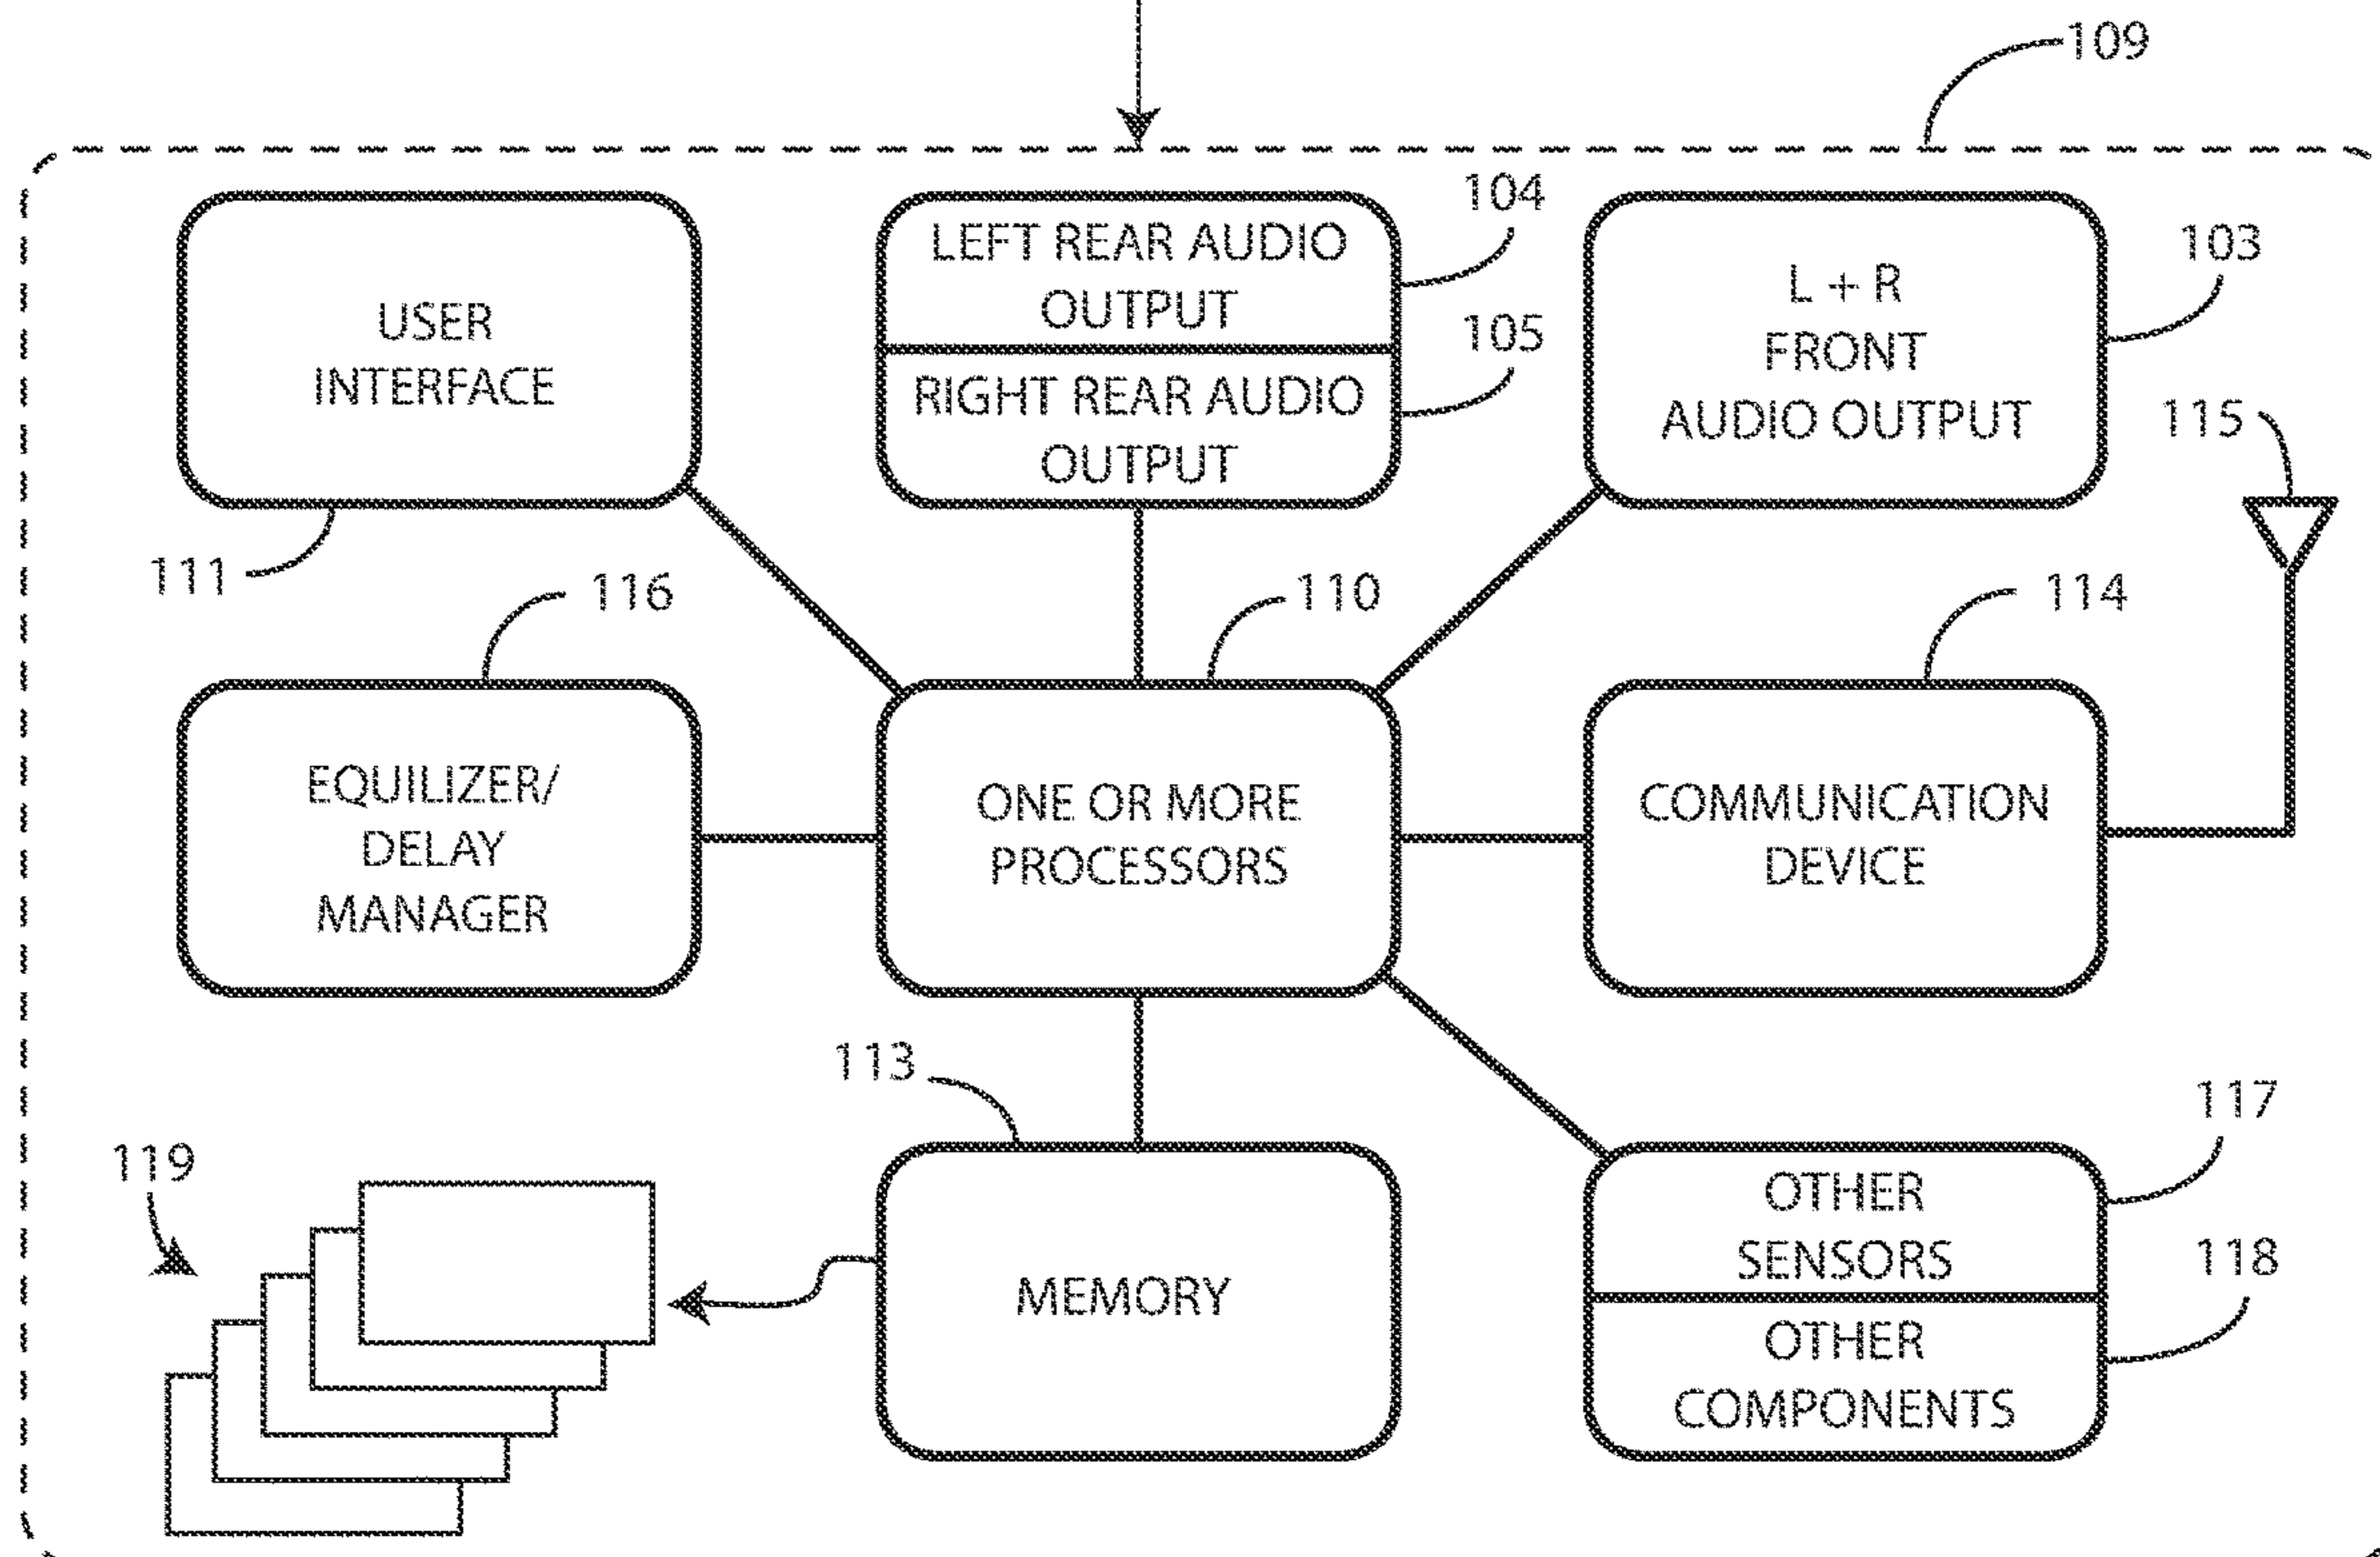 109
104
LEFT REAR AUDIO
OUTPUT
103
L + R
FRONT
AUDIO OUTPUT
USER
INTERFACE
105
RIGHT REAR AUDIO
OUTPUT
115
111
116
110
114
EQUILIZER/
DELAY
MANAGER
ONE OR MORE
PROCESSORS
COMMUNICATION
DEVICE
113
117
119
OTHER
SENSORS
118
MEMORY
OTHER
COMPONENTS